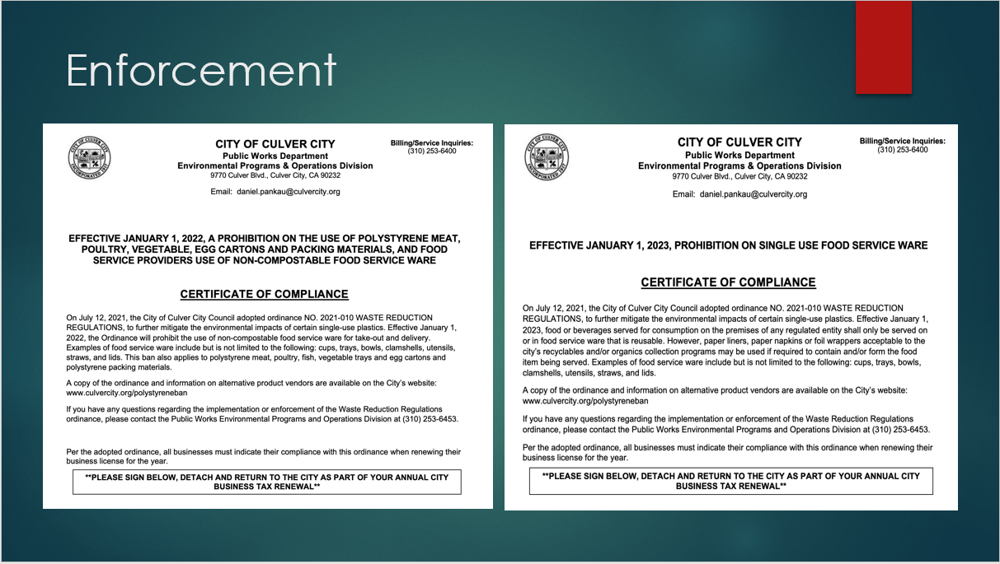 Enforcement
CITY OF CULVER CITY
Public Works Department
Environmental Programs & Operations Division
9770 Culver Blvd., Culver City, CA 90232
Email: daniel.pankau@culvercity.org
Billing/Service Inquiries:
(310) 253-6400
EFFECTIVE JANUARY 1, 2022, A PROHIBITION ON THE USE OF POLYSTYRENE MEAT,
POULTRY, VEGETABLE, EGG CARTONS AND PACKING MATERIALS, AND FOOD
SERVICE PROVIDERS USE OF NON-COMPOSTABLE FOOD SERVICE WARE
CERTIFICATE OF COMPLIANCE
On July 12, 2021, the City of Culver City Council adopted ordinance NO. 2021-010 WASTE REDUCTION
REGULATIONS, to further mitigate the environmental impacts of certain single-use plastics. Effective January 1,
2022, the Ordinance will prohibit the use of non-compostable food service ware for take-out and delivery.
Examples of food service ware include but is not limited to the following: cups, trays, bowls, clamshells, utensils,
straws, and lids. This ban also applies to polystyrene meat, poultry, fish, vegetable trays and egg cartons and
polystyrene packing materials.
A copy of the ordinance and information on alternative product vendors are available on the City's website:
www.culvercity.org/polystyreneban
If you have any questions regarding the implementation or enforcement of the Waste Reduction Regulations
ordinance, please contact the Public Works Environmental Programs and Operations Division at (310) 253-6453.
Per the adopted ordinance, all businesses must indicate their compliance with this ordinance when renewing their
business license for the year.
**PLEASE SIGN BELOW, DETACH AND RETURN TO THE CITY AS PART OF YOUR ANNUAL CITY
BUSINESS TAX RENEWAL**
CITY OF CULVER CITY
Public Works Department
Environmental Programs & Operations Division
9770 Culver Blvd., Culver City, CA 90232
Email: daniel.pankau@culvercity.org
Billing/Service Inquiries:
(310) 253-6400
EFFECTIVE JANUARY 1, 2023, PROHIBITION ON SINGLE USE FOOD SERVICE WARE
CERTIFICATE OF COMPLIANCE
On July 12, 2021, the City of Culver City Council adopted ordinance NO. 2021-010 WASTE REDUCTION
REGULATIONS, to further mitigate the environmental impacts of certain single-use plastics. Effective January 1,
2023, food or beverages served for consumption on the premises of any regulated entity shall only be served on
or in food service ware that is reusable. However, paper liners, paper napkins or foil wrappers acceptable to the
city's recyclables and/or organics collection programs may be used if required to contain and/or form the food
item being served. Examples of food service ware include but is not limited to the following: cups, trays, bowls,
clamshells, utensils, straws, and lids.
A copy of the ordinance and information on alternative product vendors are available on the City's website:
www.culvercity.org/polystyreneban
If you have any questions regarding the implementation or enforcement of the Waste Reduction Regulations
ordinance, please contact the Public Works Environmental Programs and Operations Division at (310) 253-6453.
Per the adopted ordinance, all businesses must indicate their compliance with this ordinance when renewing their
business license for the year.
**PLEASE SIGN BELOW, DETACH AND RETURN TO THE CITY AS PART OF YOUR ANNUAL CITY
BUSINESS TAX RENEWAL**